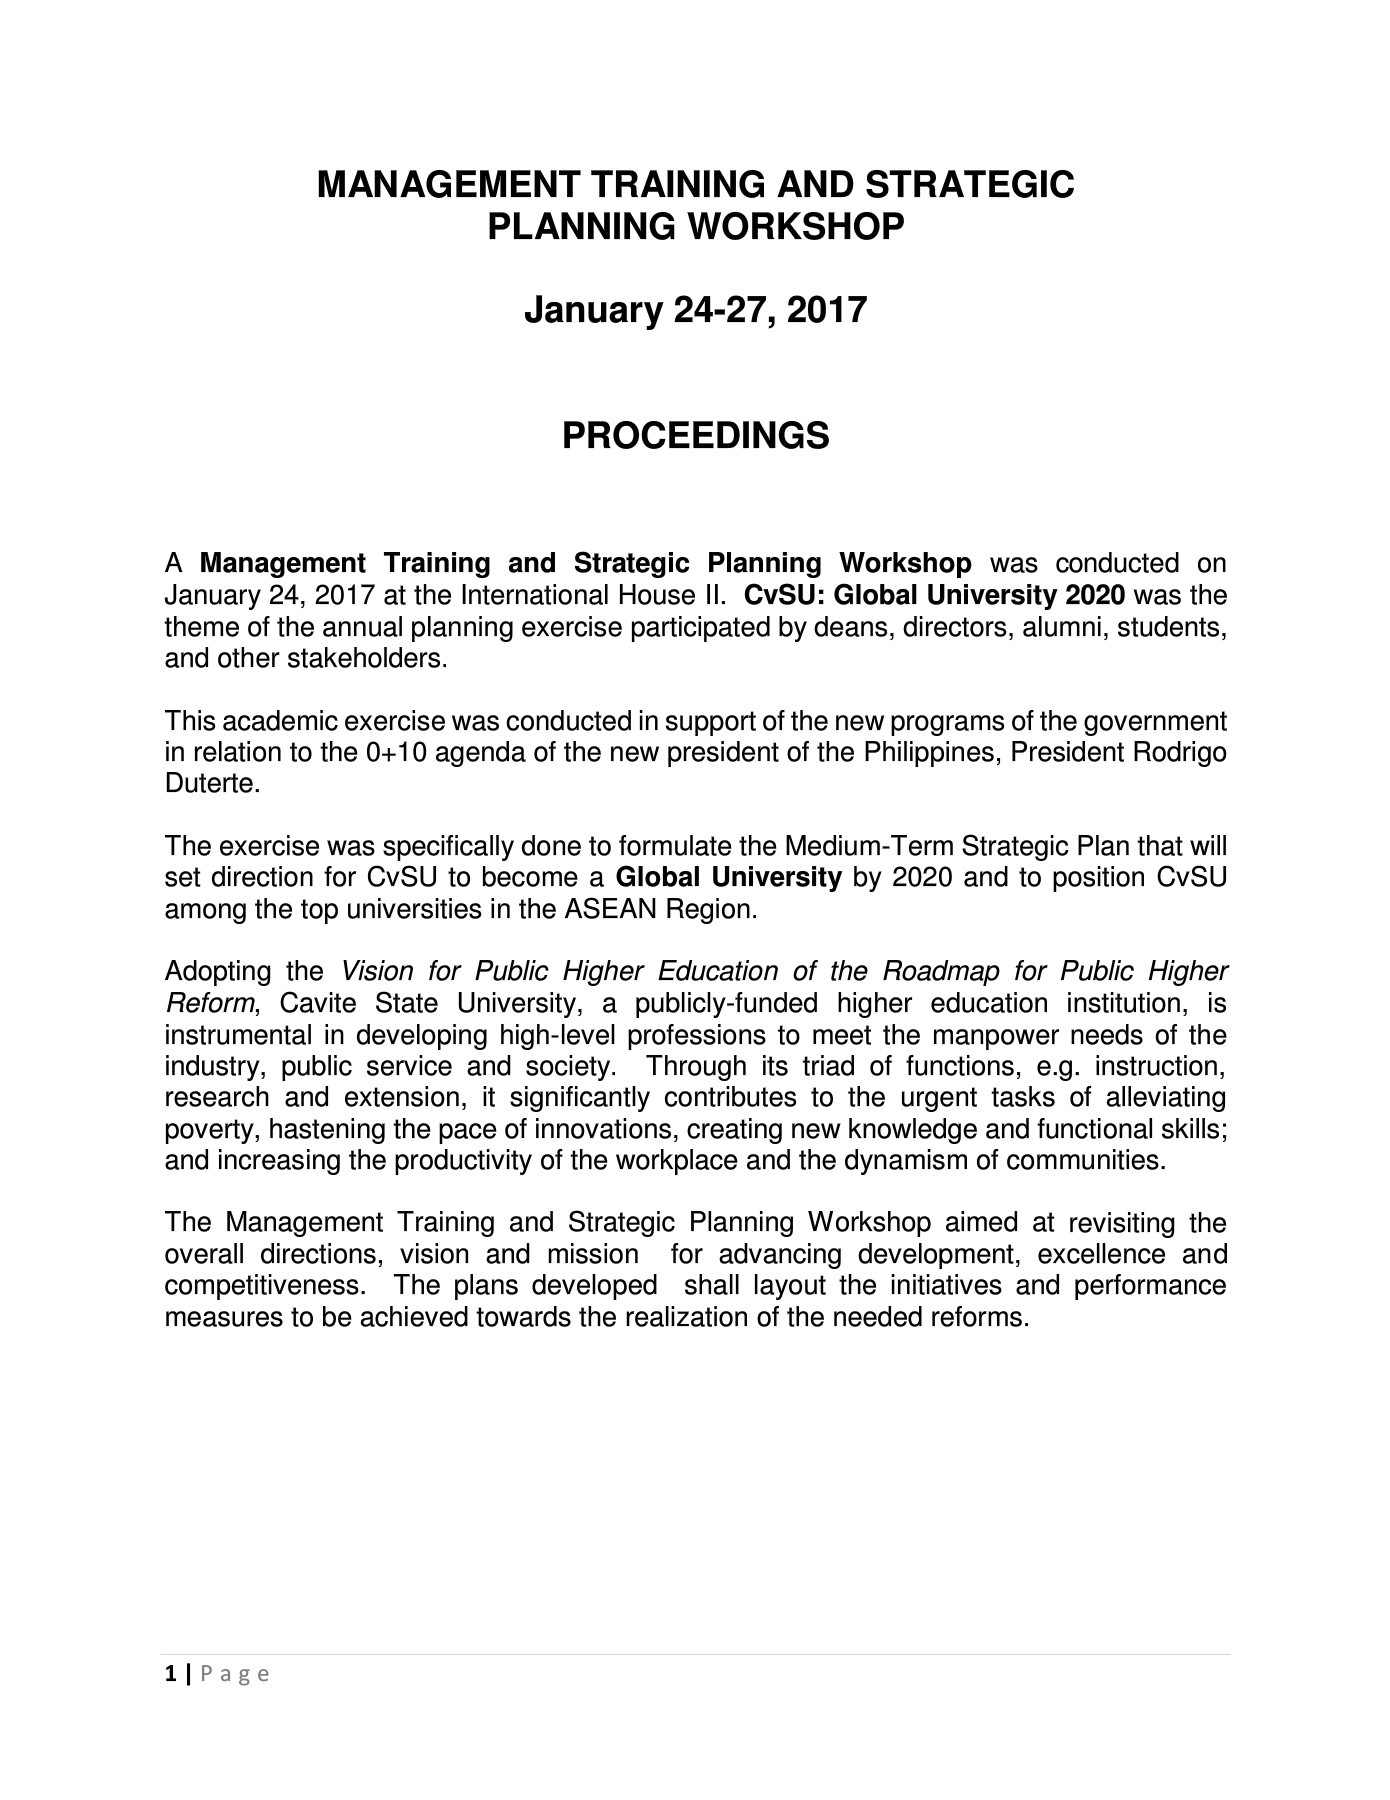 MANAGEMENT TRAINING AND STRATEGIC
PLANNING WORKSHOP
January 24-27, 2017
PROCEEDINGS
A Management Training and Strategic Planning Workshop was conducted on
January 24, 2017 at the International House II.  CvSU: Global University 2020 was the
theme of the annual planning exercise participated by deans, directors, alumni, students,
and other stakeholders.
This academic exercise was conducted in support of the new programs of the government
in relation to the 0+10 agenda of the new president of the Philippines, President Rodrigo
Duterte.
The exercise was specifically done to formulate the Medium-Term Strategic Plan that will
set direction for CvSU to become a Global University by 2020 and to position CvSU
among the top universities in the ASEAN Region.
Adopting the Vision for Public Higher Education of the Roadmap for Public Higher
Reform, Cavite State University, a publicly-funded higher education institution, is
instrumental in developing high-level professions to meet the manpower needs of the
industry, public service and society.  Through its triad of functions, e.g. instruction,
research and extension, it significantly contributes to the urgent tasks of alleviating
poverty, hastening the pace of innovations, creating new knowledge and functional skills;
and increasing the productivity of the workplace and the dynamism of communities.
The Management Training and Strategic Planning Workshop aimed at revisiting the
overall directions, vision and mission  for advancing development, excellence and
competitiveness.  The plans developed  shall layout the initiatives and performance
measures to be achieved towards the realization of the needed reforms.
1 | Page